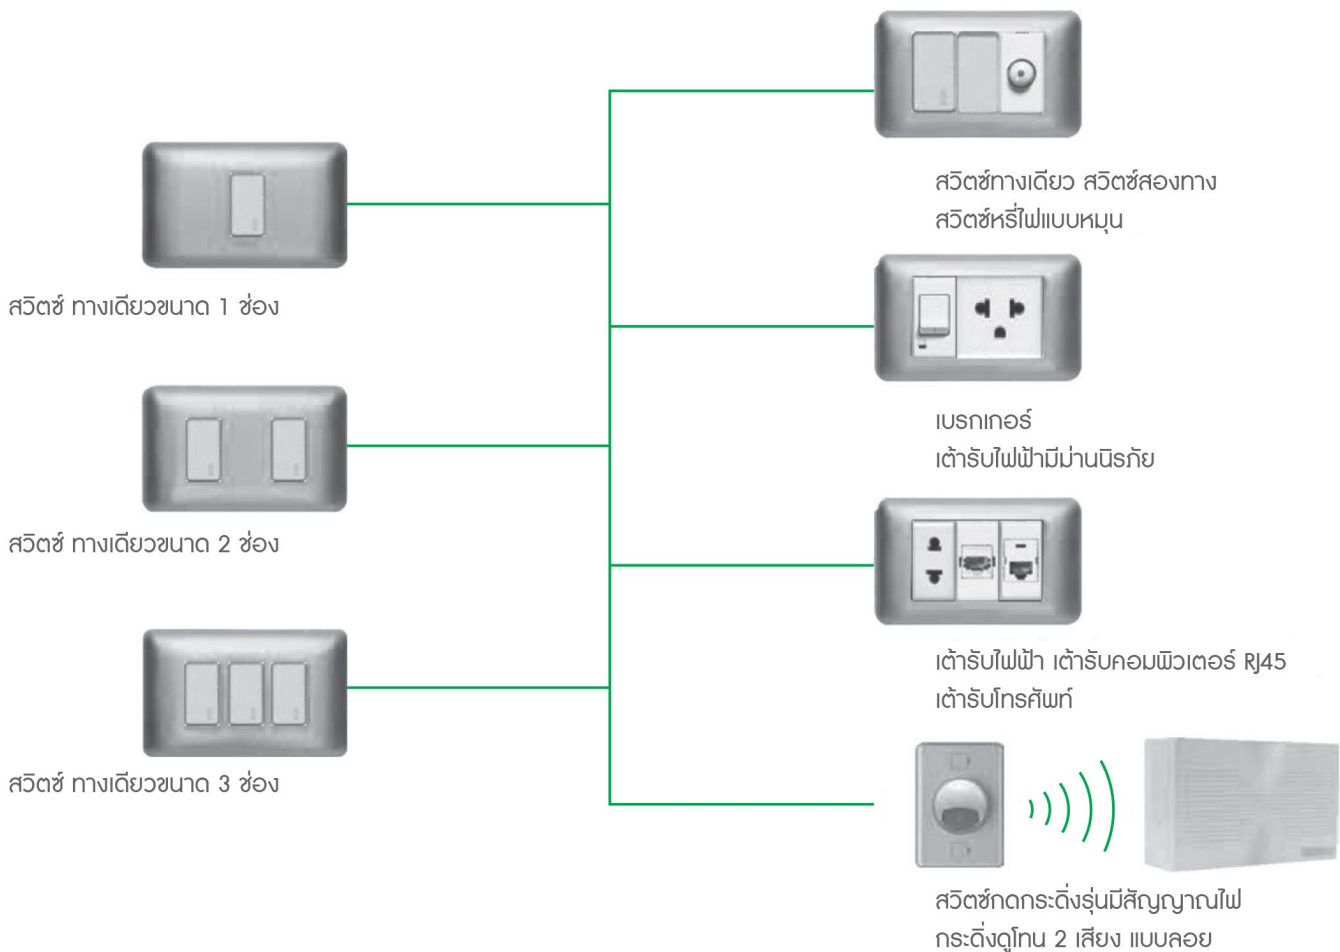 สวิตซ์ทางเดียว สวิตซ์สองทาง
สวิตซ์หรี่ไฟแบบหมุน
สวิตซ์ ทางเดียวขนาด 1 ช่อง
เบรกเกอร์
เต้ารับไฟฟ้ามีม่านนิรภัย
สวิตซ์ ทางเดียวขนาด 2 ช่อง
เต้ารับไฟฟ้า เต้ารับคอมพิวเตอร์ RJ45
เต้ารับโทรศัพท์
สวิตซ์ ทางเดียวขนาด 3 ช่อง
สวิตซ์กดกระดิ่งรุ่นมีสัญญาณไฟ
กระดิ่งดูโทน 2 เสียง แบบลอย